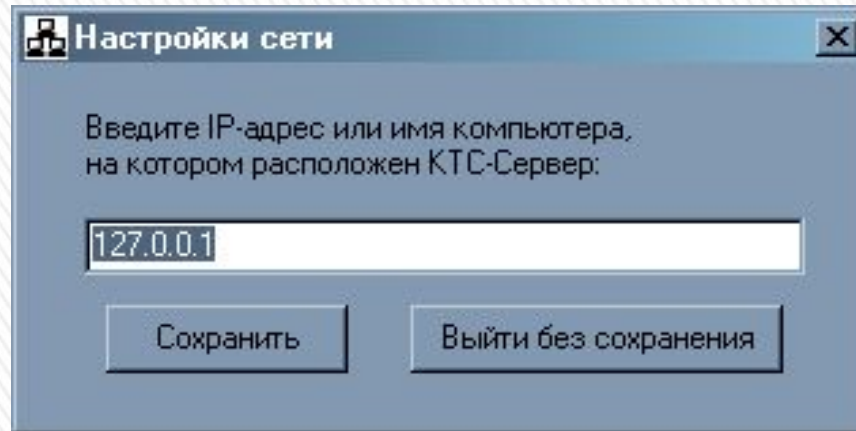 Настройки сети
Введите IP-адрес или имя компьютера,
на котором расположен КТС-Сервер:
127.0.0.1
Сохранить
Выйти без сохранения